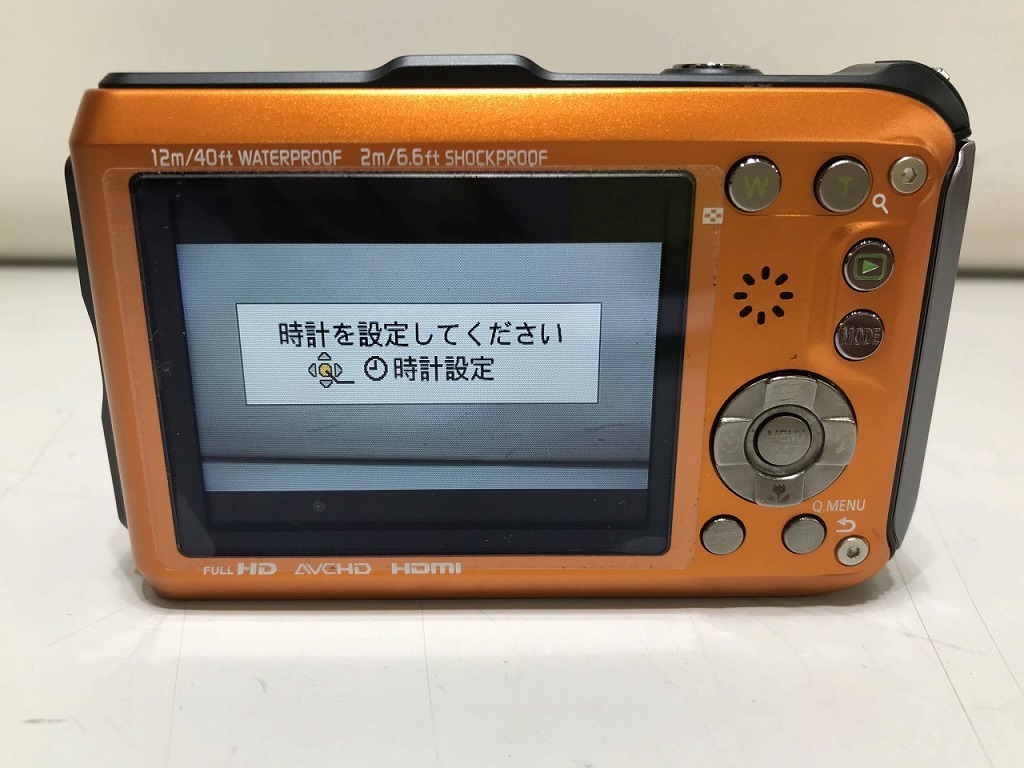 12m/40ft WATERPROOF 2m/6.6ft SHOCKPROOF
W T
時計を設定してください
時計設定
MODE
MENU
Q.MENU
FULL HD AVCHD HDMI